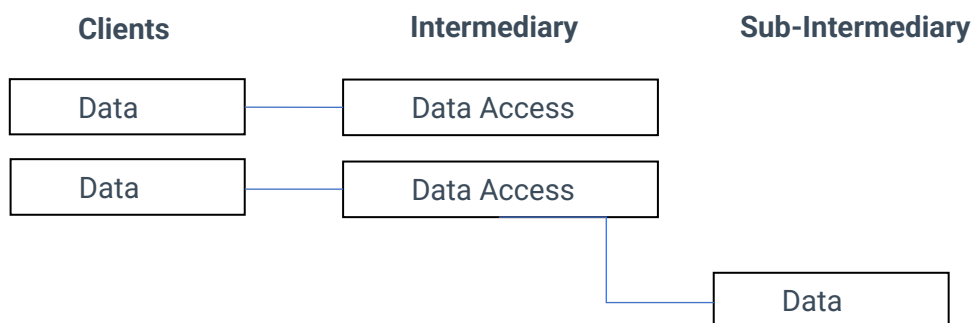 Clients Intermediary Sub-Intermediary
Data Data Access
Data Data Access
Data